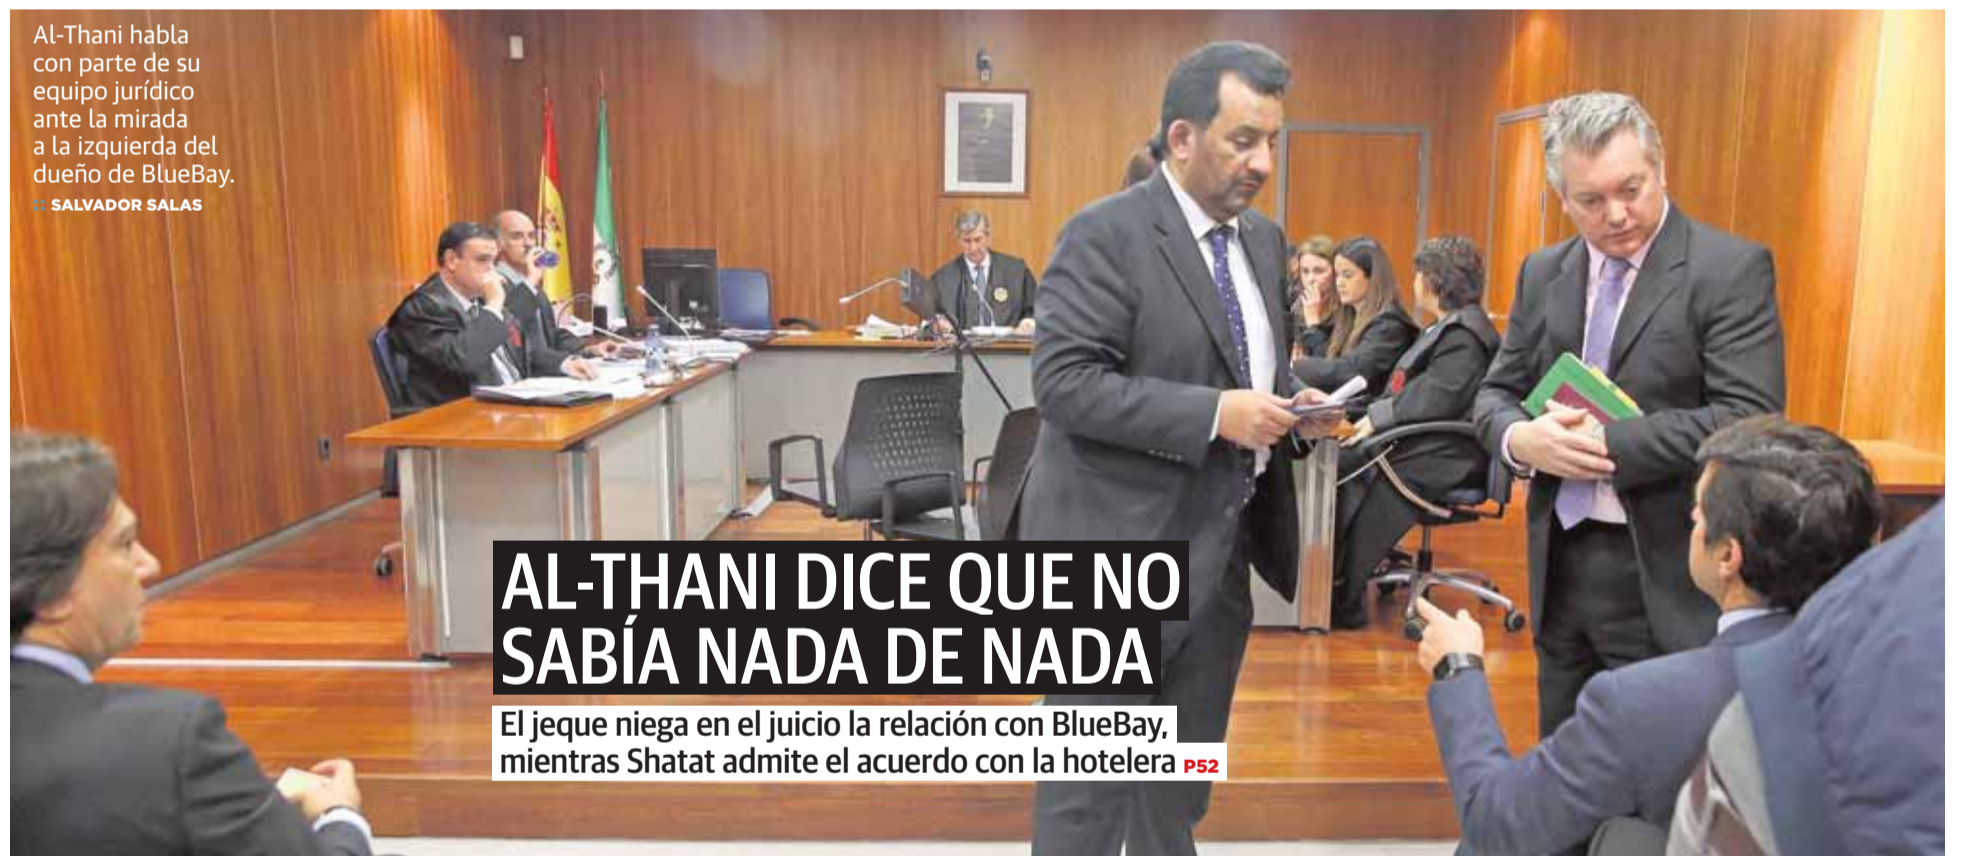 Al-Thani habla
con parte de su
equipo jurídico
ante la mirada
a la izquierda del
dueño de BlueBay.
:: SALVADOR SALAS
AL-THANI DICE QUE NO
SABÍA NADA DE NADA
El jeque niega en el juicio la relación con BlueBay,
mientras Shatat admite el acuerdo con la hotelera P52